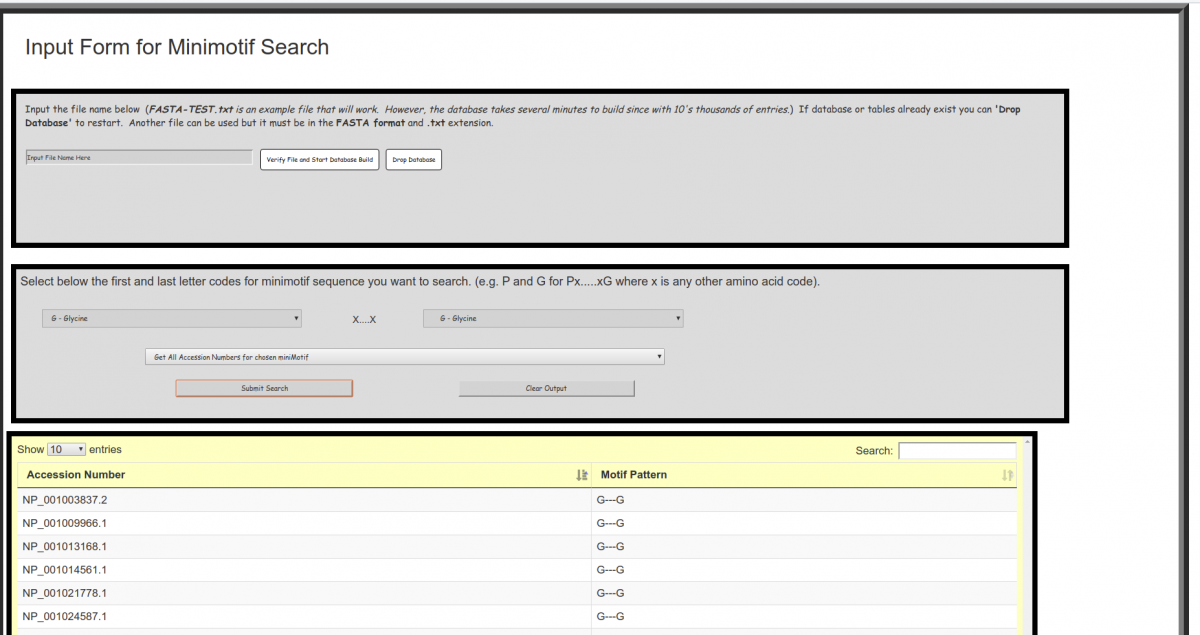 Input Form for Minimotif Search
Input the file name below (FASTA-TEST.txt is an example file that will work. However, the database takes several minutes to build since with 10's thousands of entries.) If database or tables already exist you can 'Drop
Database' to restart. Another file can be used but it must be in the FASTA format and .txt extension.
Input File Name Here Verify File and Start Database Build Drop Database
Select below the first and last letter codes for minimotif sequence you want to search. (e.g. P and G for Px.....xG where x is any other amino acid code).
G - Glycine X....X G - Glycine
Get All Accession Numbers for chosen miniMotif
Submit Search Clear Output
Show 10 entries Search:
Accession Number Motif Pattern
NP_001003837.2 G---G
NP_001009966.1 G---G
NP_001013168.1 G---G
NP_001014561.1 G---G
NP_001021778.1 G---G
NP_001024587.1 G---G